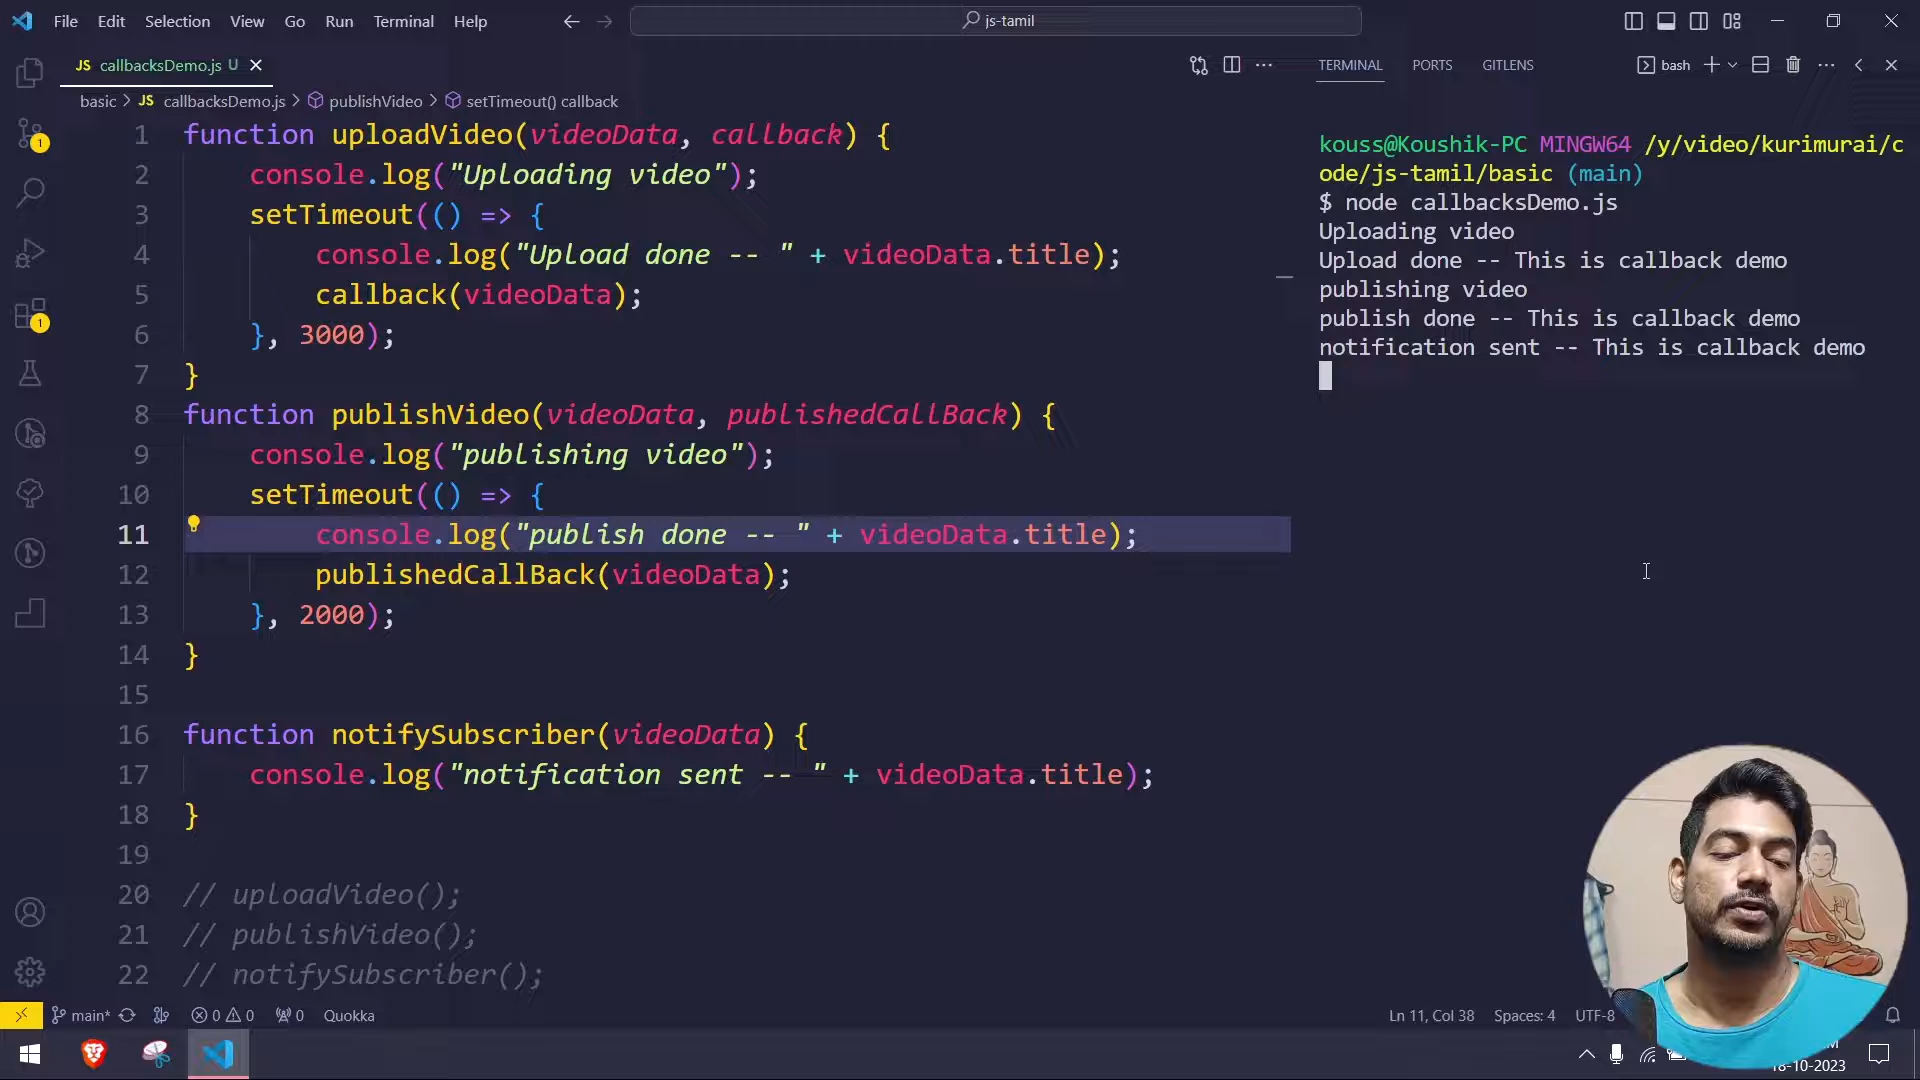 File Edit Selection View Go Run Terminal Help js-tamil
JS callbacksDemo.js U
TERMINAL PORTS GITLENS bash
basic > JS callbacksDemo.js > publishVideo > setTimeout() callback
1 function uploadVideo(videoData, callback) {
2 console.log("Uploading video");
3 setTimeout(() => {
4 console.log("Upload done -- " + videoData.title);
5 callback(videoData);
6 }, 3000);
7 }
8 function publishVideo(videoData, publishedCallBack) {
9 console.log("publishing video");
10 setTimeout(() => {
11 console.log("publish done -- " + videoData.title);
12 publishedCallBack(videoData);
13 }, 2000);
14 }
15
16 function notifySubscriber(videoData) {
17 console.log("notification sent -- " + videoData.title);
18 }
19
20 // uploadVideo();
21 // publishVideo();
22 // notifySubscriber();
kouss@Koushik-PC MINGW64 /y/video/kurimurai/c
ode/js-tamil/basic (main)
$ node callbacksDemo.js
Uploading video
Upload done -- This is callback demo
publishing video
publish done -- This is callback demo
notification sent -- This is callback demo
1
1
main* 0 0 0 Quokka
Ln 11, Col 38 Spaces: 4 UTF-8
18-10-2023